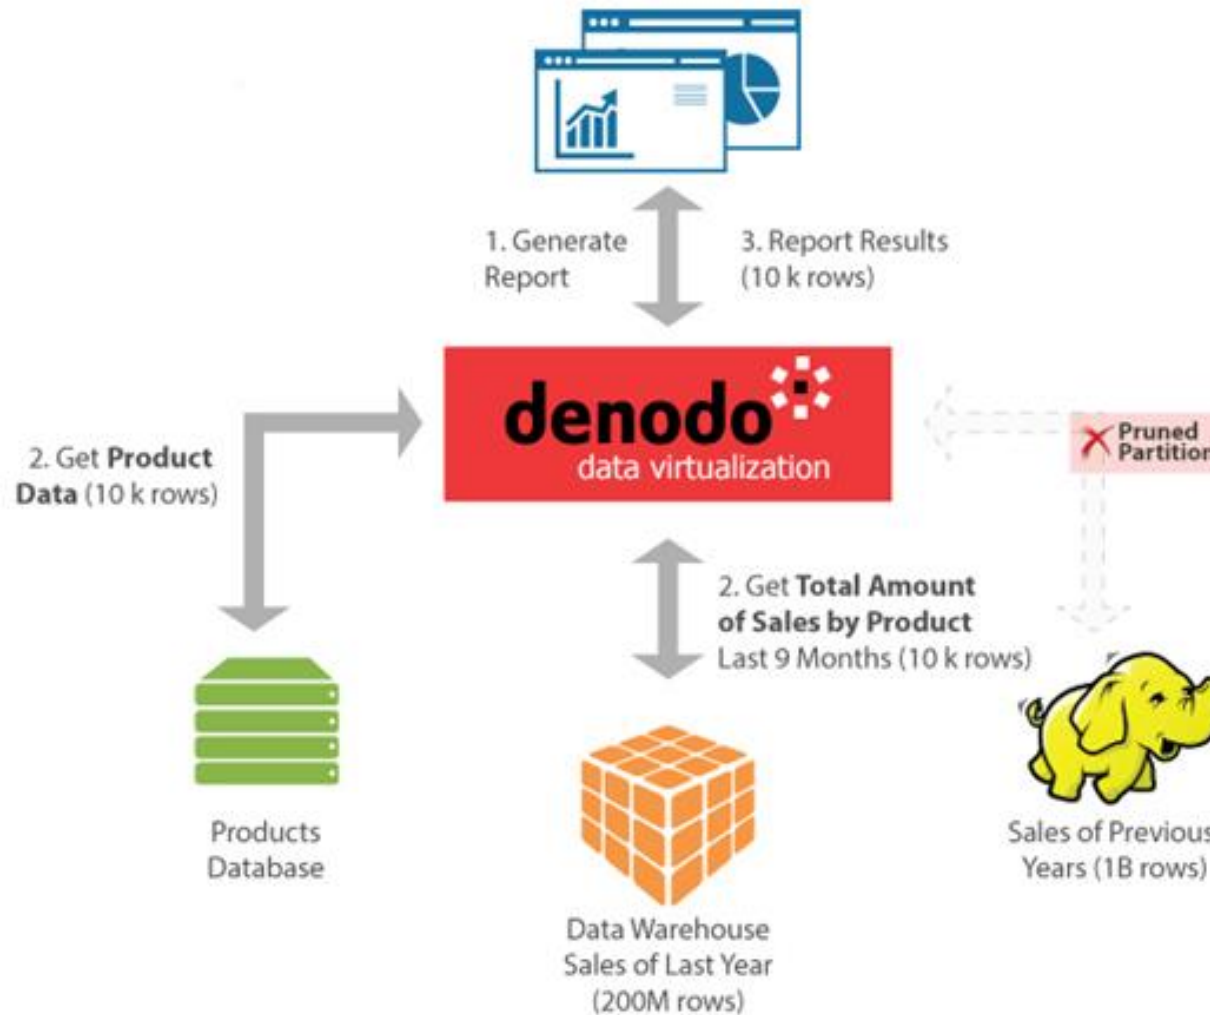 1. Generate
Report
3. Report Results
(10 k rows)
denodo
data virtualization
2. Get Product
Data (10 k rows)
Pruned
Partition
2. Get Total Amount
of Sales by Product
Last 9 Months (10 k rows)
Products
Database
Data Warehouse
Sales of Last Year
(200M rows)
Sales of Previous
Years (1B rows)